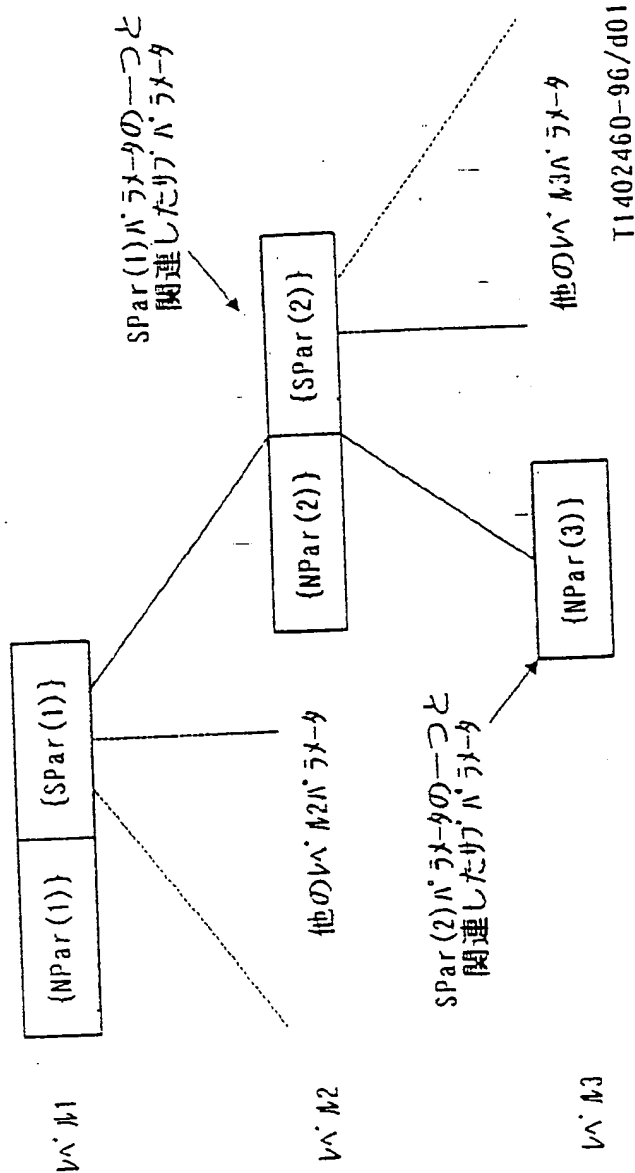 レベル1
{NPar(1)}
{SPar(1)}
SPar(1)パラメータの一つと
関連したサブパラメータ
レベル2
他のレベル2パラメータ
{NPar(2)}
{SPar(2)}
SPar(2)パラメータの一つと
関連したサブパラメータ
他のレベル3パラメータ
レベル3
{NPar(3)}
T1402460-96/d01